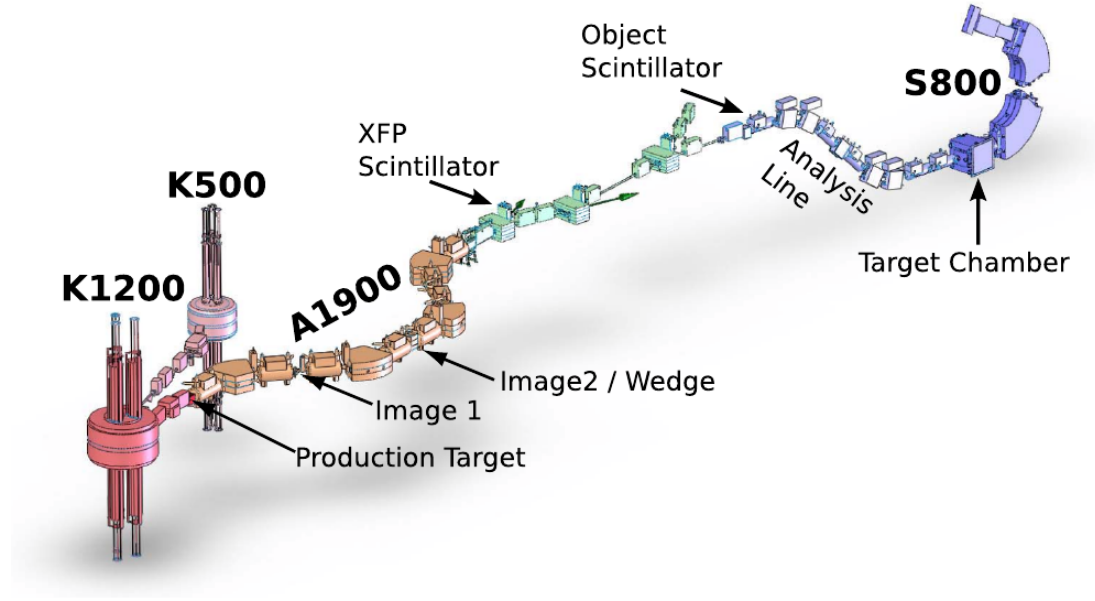 Object
Scintillator
S800
XFP
Scintillator
Analysis
Line
K500
Target Chamber
K1200
A1900
Image2 / Wedge
Image 1
Production Target